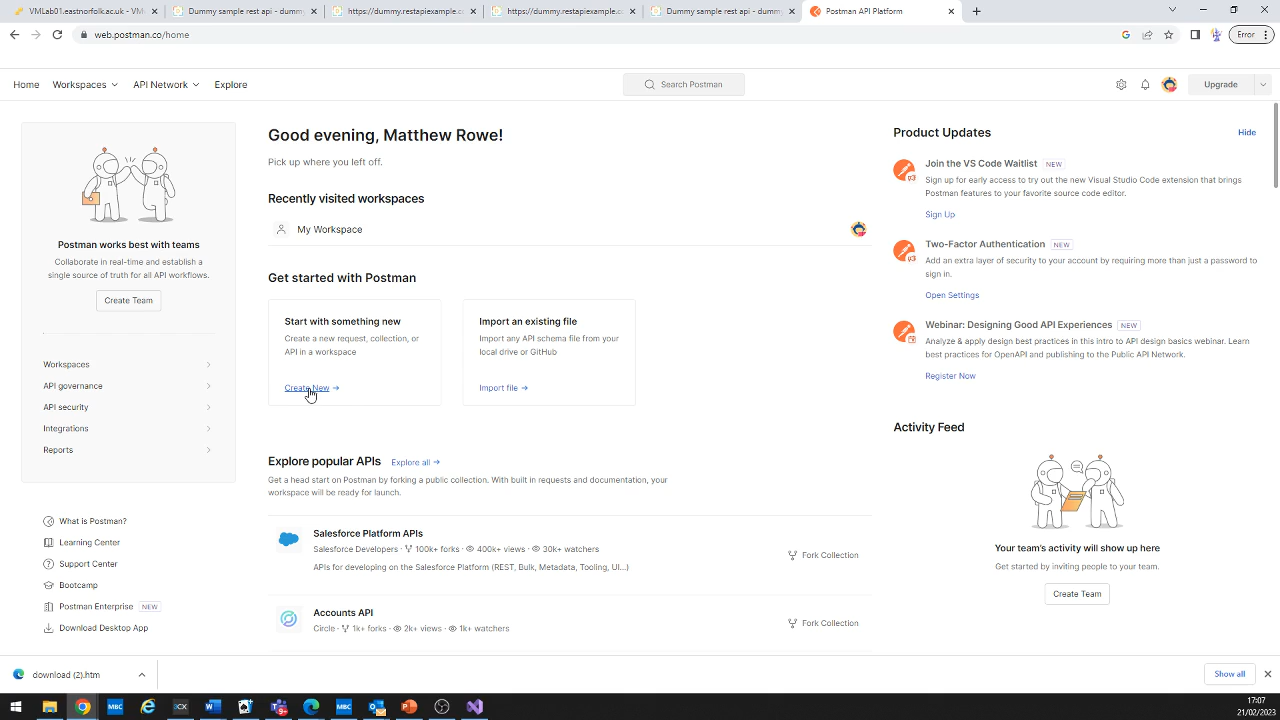 VMLab01.eastnorfolk.ac.uk - VM
Dummy sample rest api - dummy.
https://dummy.restapiexample.c
https://dummy.restapiexample.c
Dummy sample rest api - dummy.
Postman API Platform
web.postman.co/home
Error
Home
Workspaces
API Network
Explore
Search Postman
Upgrade
Postman works best with teams
Collaborate in real-time and establish a
single source of truth for all API workflows.
Create Team
Workspaces
API governance
API security
Integrations
Reports
What is Postman?
Learning Center
Support Center
Bootcamp
Postman Enterprise NEW
Download Desktop App
Good evening, Matthew Rowe!
Pick up where you left off.
Recently visited workspaces
My Workspace
Get started with Postman
Start with something new
Create a new request, collection, or
API in a workspace
Create New →
Import an existing file
Import any API schema file from your
local drive or GitHub
Import file →
Explore popular APIs Explore all →
Get a head start on Postman by forking a public collection. With built in requests and documentation, your
workspace will be ready for launch.
Salesforce Platform APIs
Salesforce Developers · 100k+ forks · 400k+ views · 30k+ watchers
APIs for developing on the Salesforce Platform (REST, Bulk, Metadata, Tooling, UI...)
Fork Collection
Accounts API
Circle · 1k+ forks · 2k+ views · 1k+ watchers
Fork Collection
Product Updates
Hide
Join the VS Code Waitlist NEW
Sign up for early access to try out the new Visual Studio Code extension that brings
Postman features to your favorite source code editor.
Sign Up
Two-Factor Authentication NEW
Add an extra layer of security to your account by requiring more than just a password to
sign in.
Open Settings
Webinar: Designing Good API Experiences NEW
Analyze & apply design best practices in this intro to API design basics webinar. Learn
best practices for OpenAPI and publishing to the Public API Network.
Register Now
Activity Feed
Your team's activity will show up here
Get started by inviting people to your team.
Create Team
download (2).htm
Show all
MBC
MBC
17:07
21/02/2023